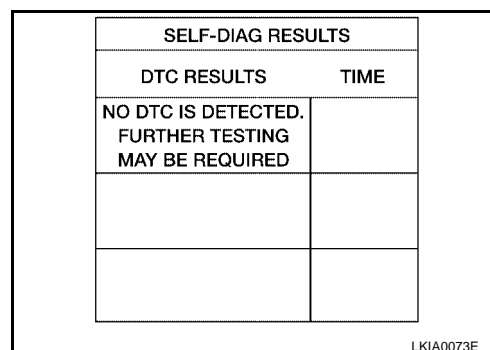 SELF-DIAG RESULTS
DTC RESULTS TIME
NO DTC IS DETECTED.
FURTHER TESTING
MAY BE REQUIRED
LKIA0073E